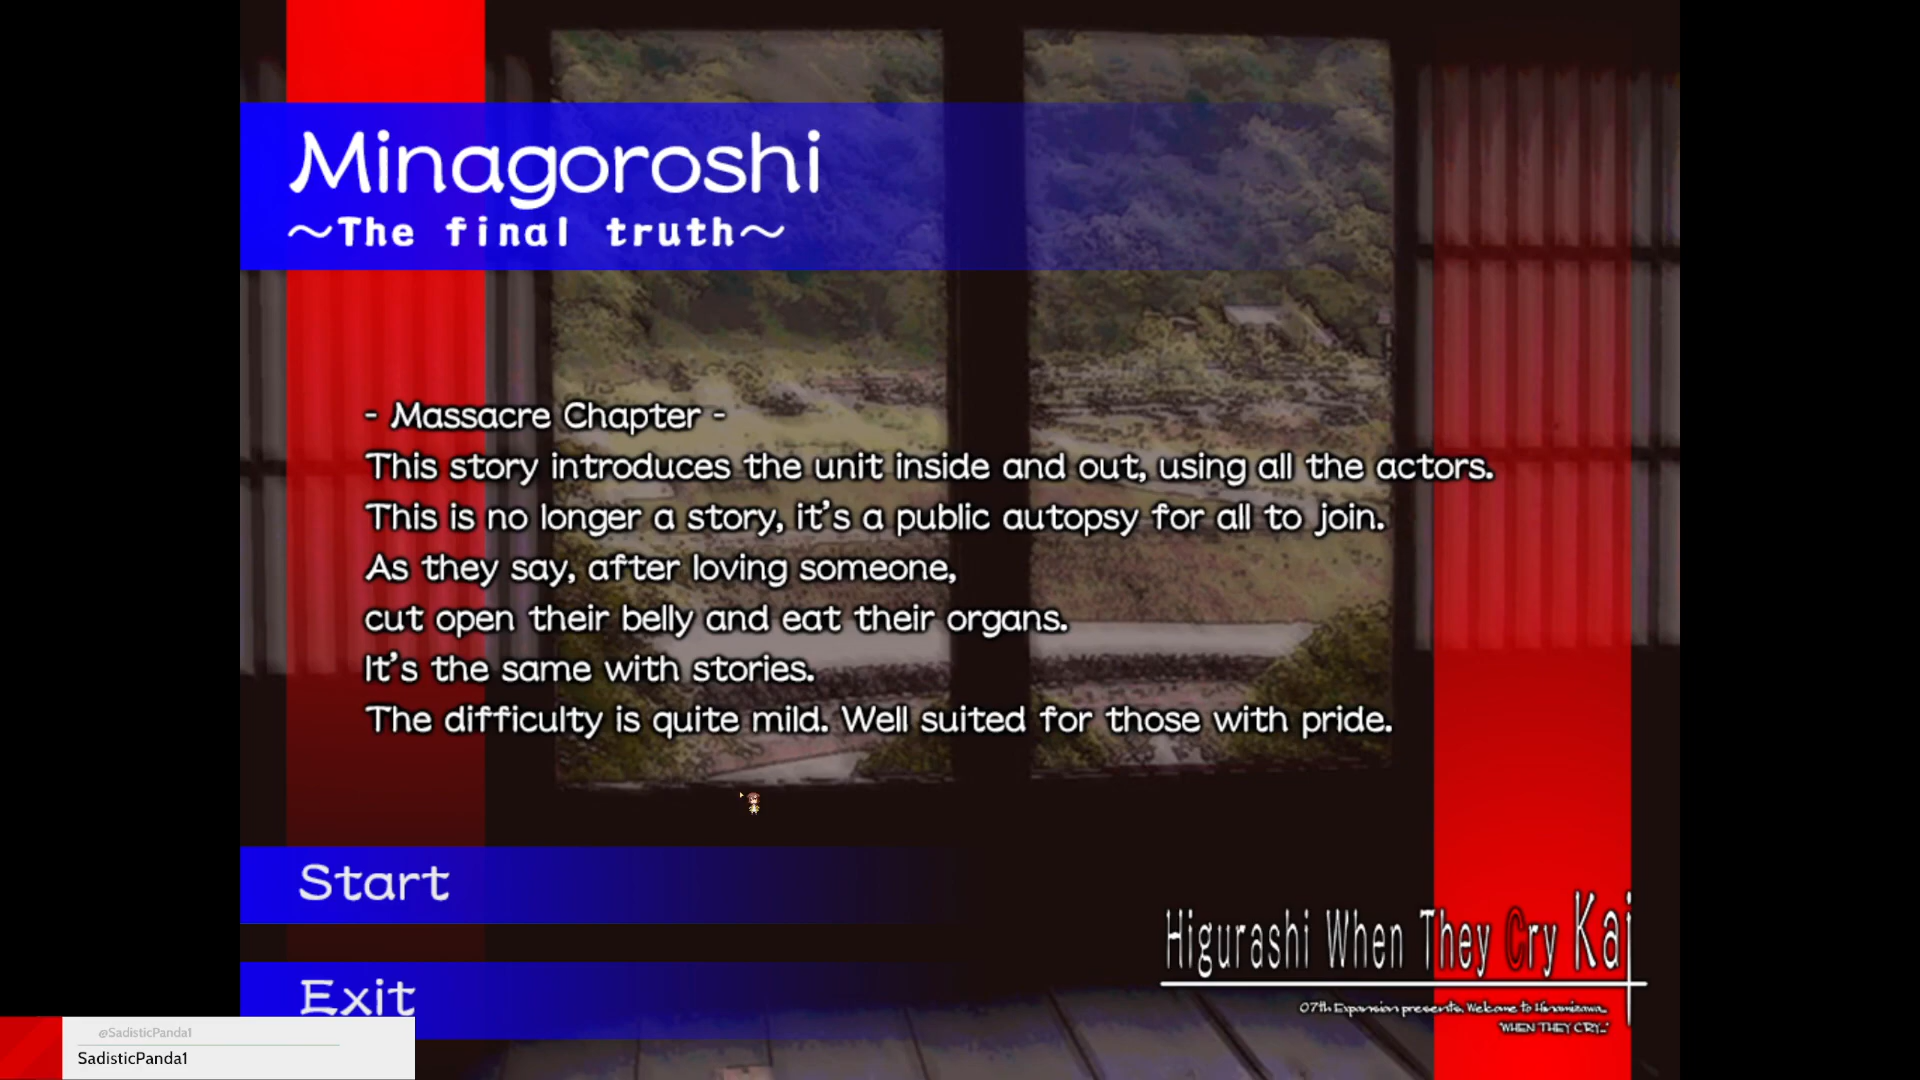 Minagoroshi
～The final truth～
- Massacre Chapter -
This story introduces the unit inside and out, using all the actors.
This is no longer a story, it's a public autopsy for all to join.
As they say, after loving someone,
cut open their belly and eat their organs.
It's the same with stories.
The difficulty is quite mild. Well suited for those with pride.
Start
Exit
Higurashi When They Cry Kai
07th Expansion presents. Welcome to Hinamizawa...
"WHEN THEY CRY..."
@SadisticPanda1
SadisticPanda1